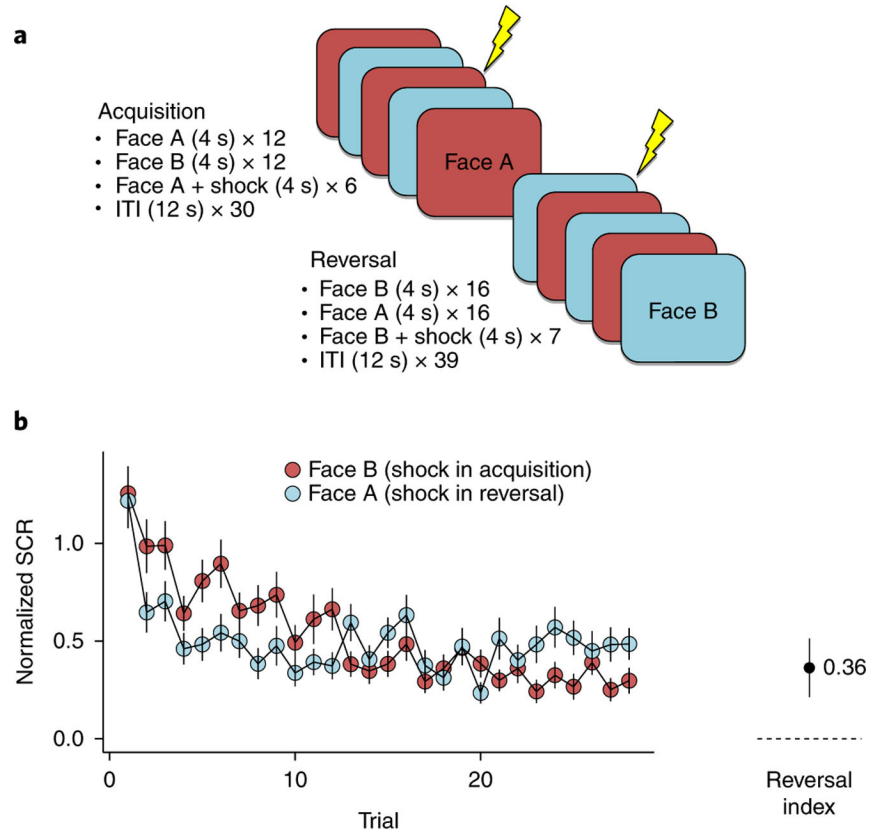 a
Acquisition
• Face A (4 s) × 12
• Face B (4 s) × 12
• Face A + shock (4 s) × 6
• ITI (12 s) × 30
Face A
Reversal
• Face B (4 s) × 16
• Face A (4 s) × 16
• Face B + shock (4 s) × 7
• ITI (12 s) × 39
Face B
b
Face B (shock in acquisition)
Face A (shock in reversal)
Normalized SCR
1.0
0.5
0.0
0
10
20
Trial
0.36
Reversal
index